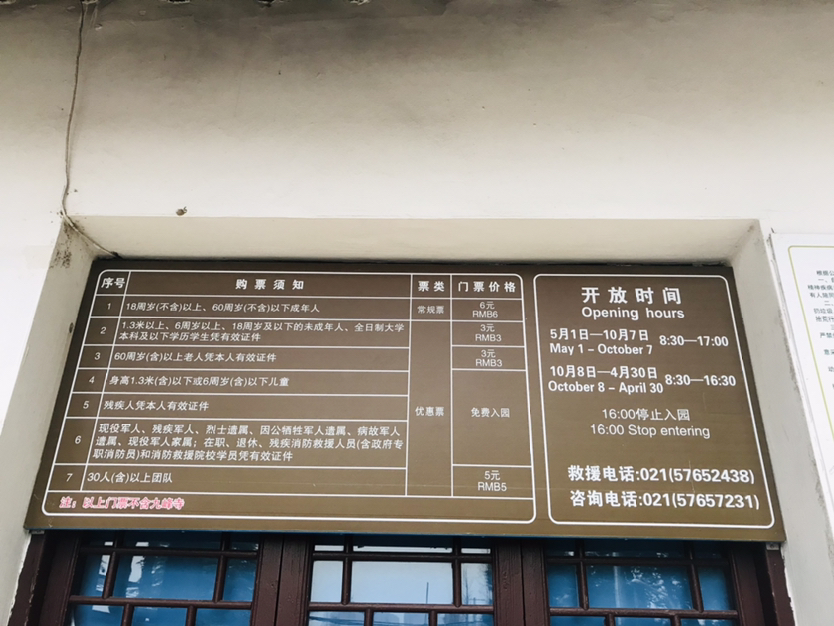 序号 购票须知 票类 门票价格
1 18周岁(不含)以上、60周岁(不含)以下成年人 常规票 6元
RMB6
2 1.3米以上、6周岁以上、18周岁及以下的未成年人、全日制大学
本科及以下学历学生凭有效证件
3元
RMB3
3 60周岁(含)以上老人凭本人有效证件 3元
RMB3
4 身高1.3米(含)以下或6周岁(含)以下儿童
5 残疾人凭本人有效证件
优惠票 免费入园
6 现役军人、残疾军人、烈士遗属、因公牺牲军人遗属、病故军人
遗属、现役军人家属；在职、退休、残疾消防救援人员(含政府专
职消防员)和消防救援院校学员凭有效证件
7 30人(含)以上团队 5元
RMB5
注：以上门票不含九峰寺
开放时间
Opening hours
5月1日—10月7日 8:30—17:00
May 1 – October 7
10月8日—4月30日 8:30—16:30
October 8 – April 30
16:00停止入园
16:00 Stop entering
救援电话:021(57652438)
咨询电话:021(57657231)